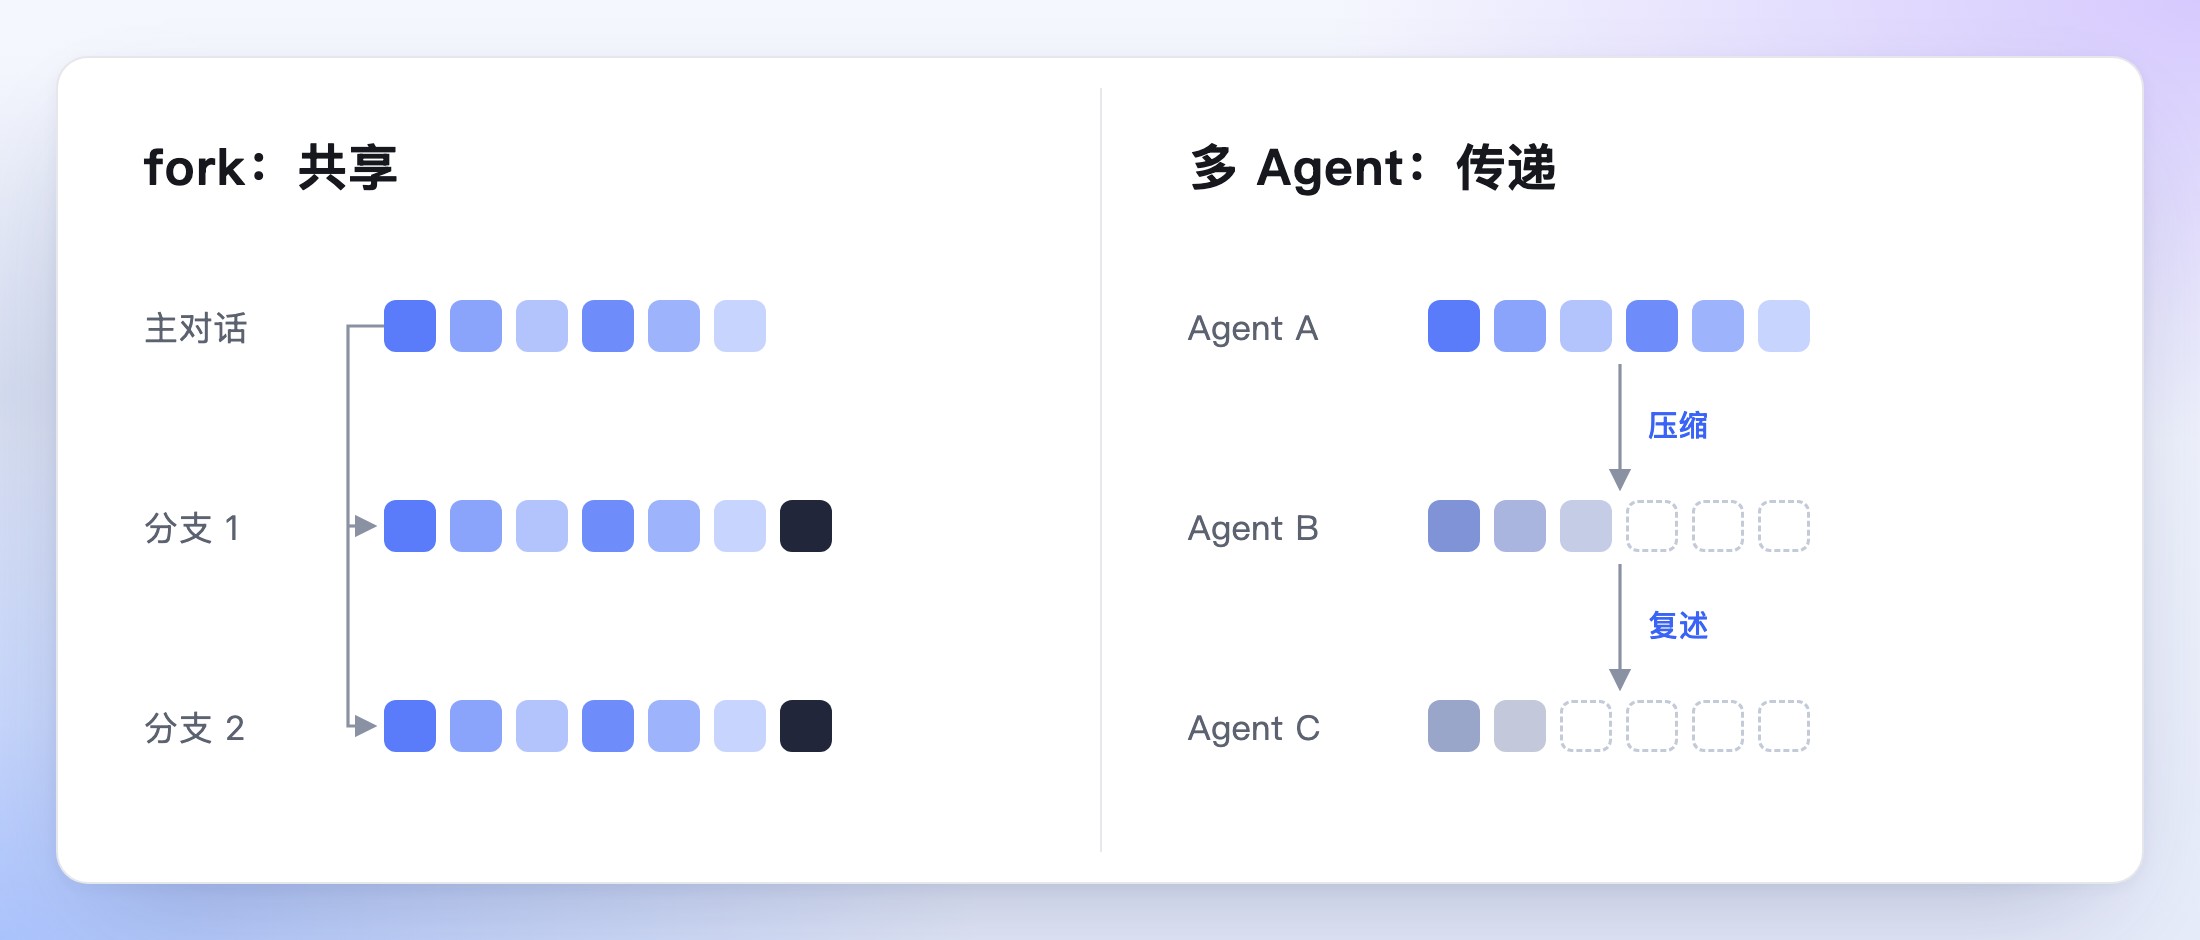 fork：共享
主对话
分支 1
分支 2
多 Agent：传递
Agent A
压缩
Agent B
复述
Agent C